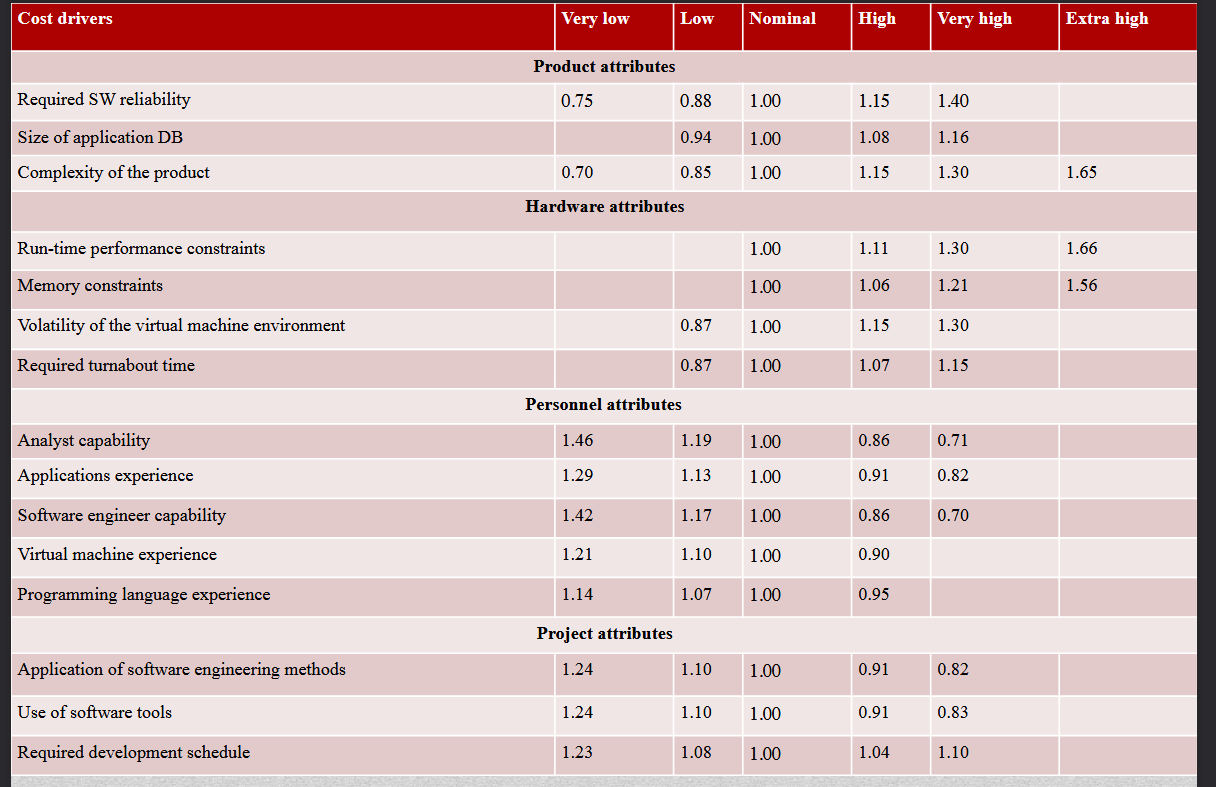 Cost drivers Very low Low Nominal High Very high Extra high
Product attributes
Required SW reliability 0.75 0.88 1.00 1.15 1.40
Size of application DB 0.94 1.00 1.08 1.16
Complexity of the product 0.70 0.85 1.00 1.15 1.30 1.65
Hardware attributes
Run-time performance constraints 1.00 1.11 1.30 1.66
Memory constraints 1.00 1.06 1.21 1.56
Volatility of the virtual machine environment 0.87 1.00 1.15 1.30
Required turnabout time 0.87 1.00 1.07 1.15
Personnel attributes
Analyst capability 1.46 1.19 1.00 0.86 0.71
Applications experience 1.29 1.13 1.00 0.91 0.82
Software engineer capability 1.42 1.17 1.00 0.86 0.70
Virtual machine experience 1.21 1.10 1.00 0.90
Programming language experience 1.14 1.07 1.00 0.95
Project attributes
Application of software engineering methods 1.24 1.10 1.00 0.91 0.82
Use of software tools 1.24 1.10 1.00 0.91 0.83
Required development schedule 1.23 1.08 1.00 1.04 1.10